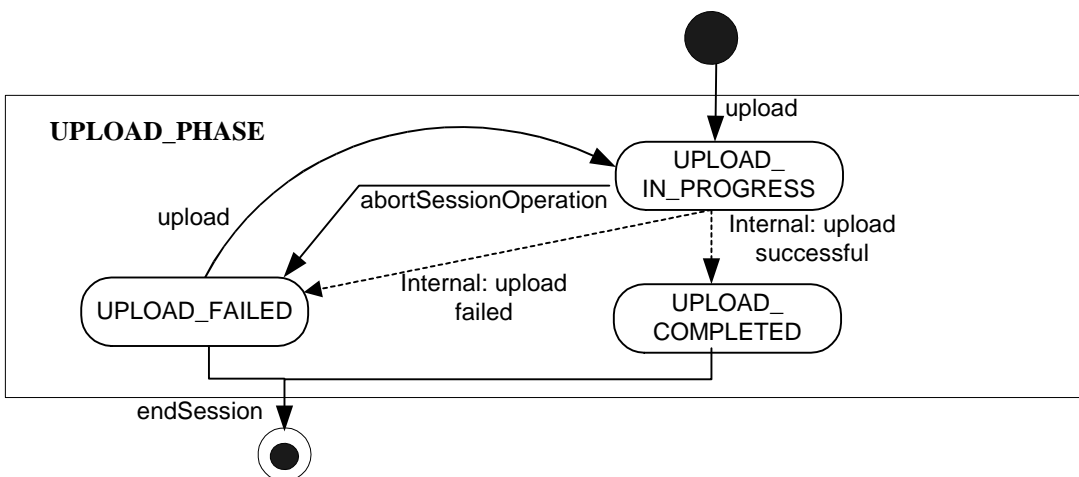 upload
UPLOAD_PHASE
UPLOAD_
IN_PROGRESS
abortSessionOperation
upload
Internal: upload
successful
Internal: upload
failed
UPLOAD_FAILED
UPLOAD_
COMPLETED
endSession